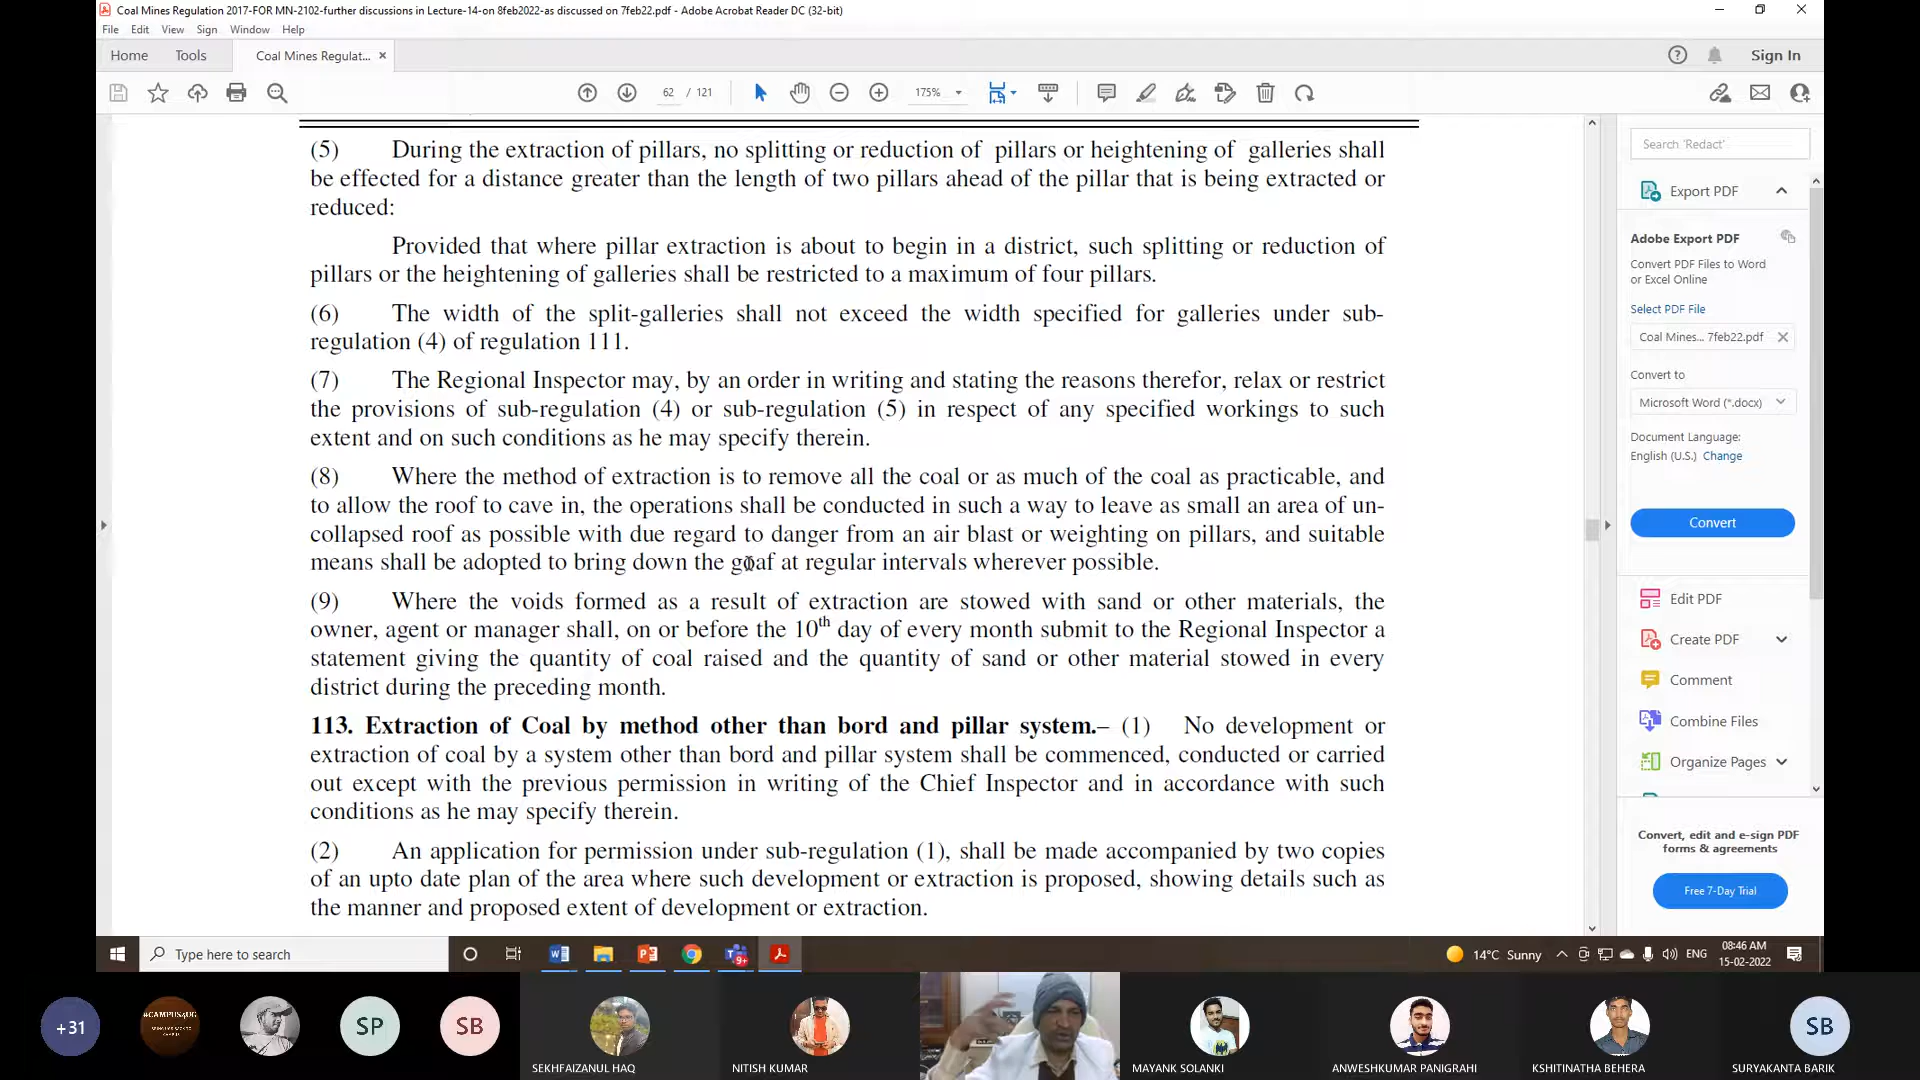 Coal Mines Regulation 2017-FOR MN-2102-further discussions in Lecture-14-on 8feb2022-as discussed on 7feb22.pdf - Adobe Acrobat Reader DC (32-bit)
File Edit View Sign Window Help
Home Tools Coal Mines Regulat... Sign In
62 / 121 175%
(5) During the extraction of pillars, no splitting or reduction of pillars or heightening of galleries shall
be effected for a distance greater than the length of two pillars ahead of the pillar that is being extracted or
reduced:
Provided that where pillar extraction is about to begin in a district, such splitting or reduction of
pillars or the heightening of galleries shall be restricted to a maximum of four pillars.
(6) The width of the split-galleries shall not exceed the width specified for galleries under sub-
regulation (4) of regulation 111.
(7) The Regional Inspector may, by an order in writing and stating the reasons therefor, relax or restrict
the provisions of sub-regulation (4) or sub-regulation (5) in respect of any specified workings to such
extent and on such conditions as he may specify therein.
(8) Where the method of extraction is to remove all the coal or as much of the coal as practicable, and
to allow the roof to cave in, the operations shall be conducted in such a way to leave as small an area of un-
collapsed roof as possible with due regard to danger from an air blast or weighting on pillars, and suitable
means shall be adopted to bring down the goaf at regular intervals wherever possible.
(9) Where the voids formed as a result of extraction are stowed with sand or other materials, the
owner, agent or manager shall, on or before the 10th day of every month submit to the Regional Inspector a
statement giving the quantity of coal raised and the quantity of sand or other material stowed in every
district during the preceding month.
113. Extraction of Coal by method other than bord and pillar system.– (1) No development or
extraction of coal by a system other than bord and pillar system shall be commenced, conducted or carried
out except with the previous permission in writing of the Chief Inspector and in accordance with such
conditions as he may specify therein.
(2) An application for permission under sub-regulation (1), shall be made accompanied by two copies
of an upto date plan of the area where such development or extraction is proposed, showing details such as
the manner and proposed extent of development or extraction.
Search 'Redact'
Export PDF
Adobe Export PDF
Convert PDF Files to Word
or Excel Online
Select PDF File
Coal Mines... 7feb22.pdf
Convert to
Microsoft Word (*.docx)
Document Language:
English (U.S.) Change
Convert
Edit PDF
Create PDF
Comment
Combine Files
Organize Pages
Convert, edit and e-sign PDF
forms & agreements
Free 7-Day Trial
Type here to search
9+
14°C Sunny
ENG
08:46 AM
15-02-2022
+31
#CAMPUS4UG
SP
SB
SEKHFAIZANUL HAQ
NITISH KUMAR
MAYANK SOLANKI
ANWESHKUMAR PANIGRAHI
KSHITINATHA BEHERA
SB
SURYAKANTA BARIK